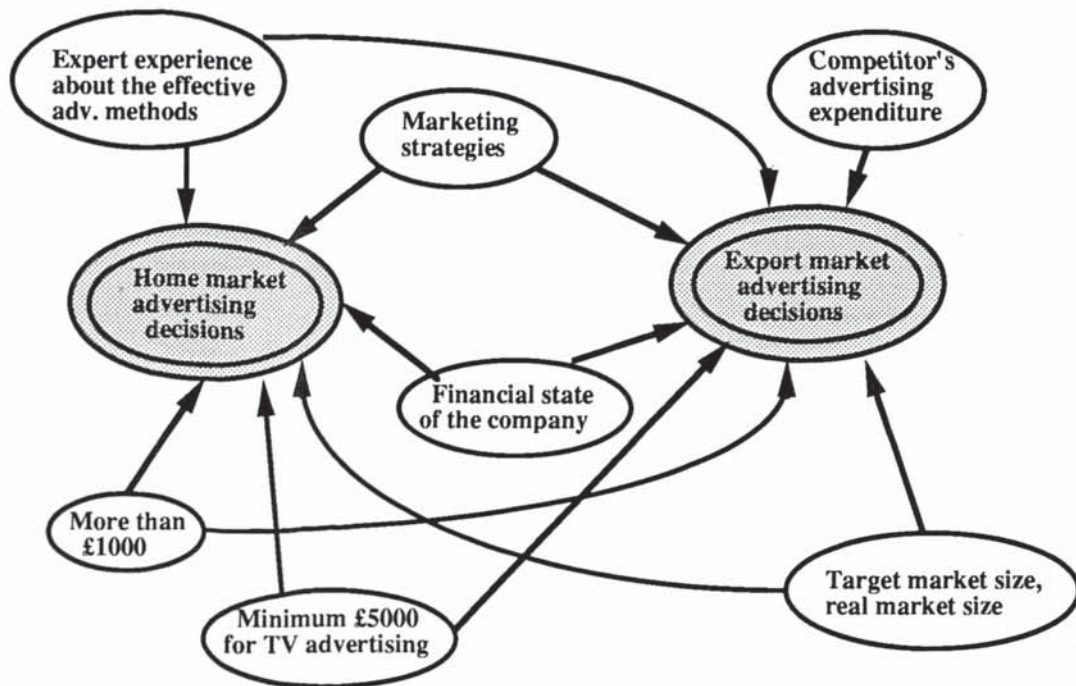 Expert experience
about the effective
adv. methods
Competitor's
advertising
expenditure
Marketing
strategies
Home market
advertising
decisions
Export market
advertising
decisions
Financial state
of the company
More than
£1000
Minimum £5000
for TV advertising
Target market size,
real market size